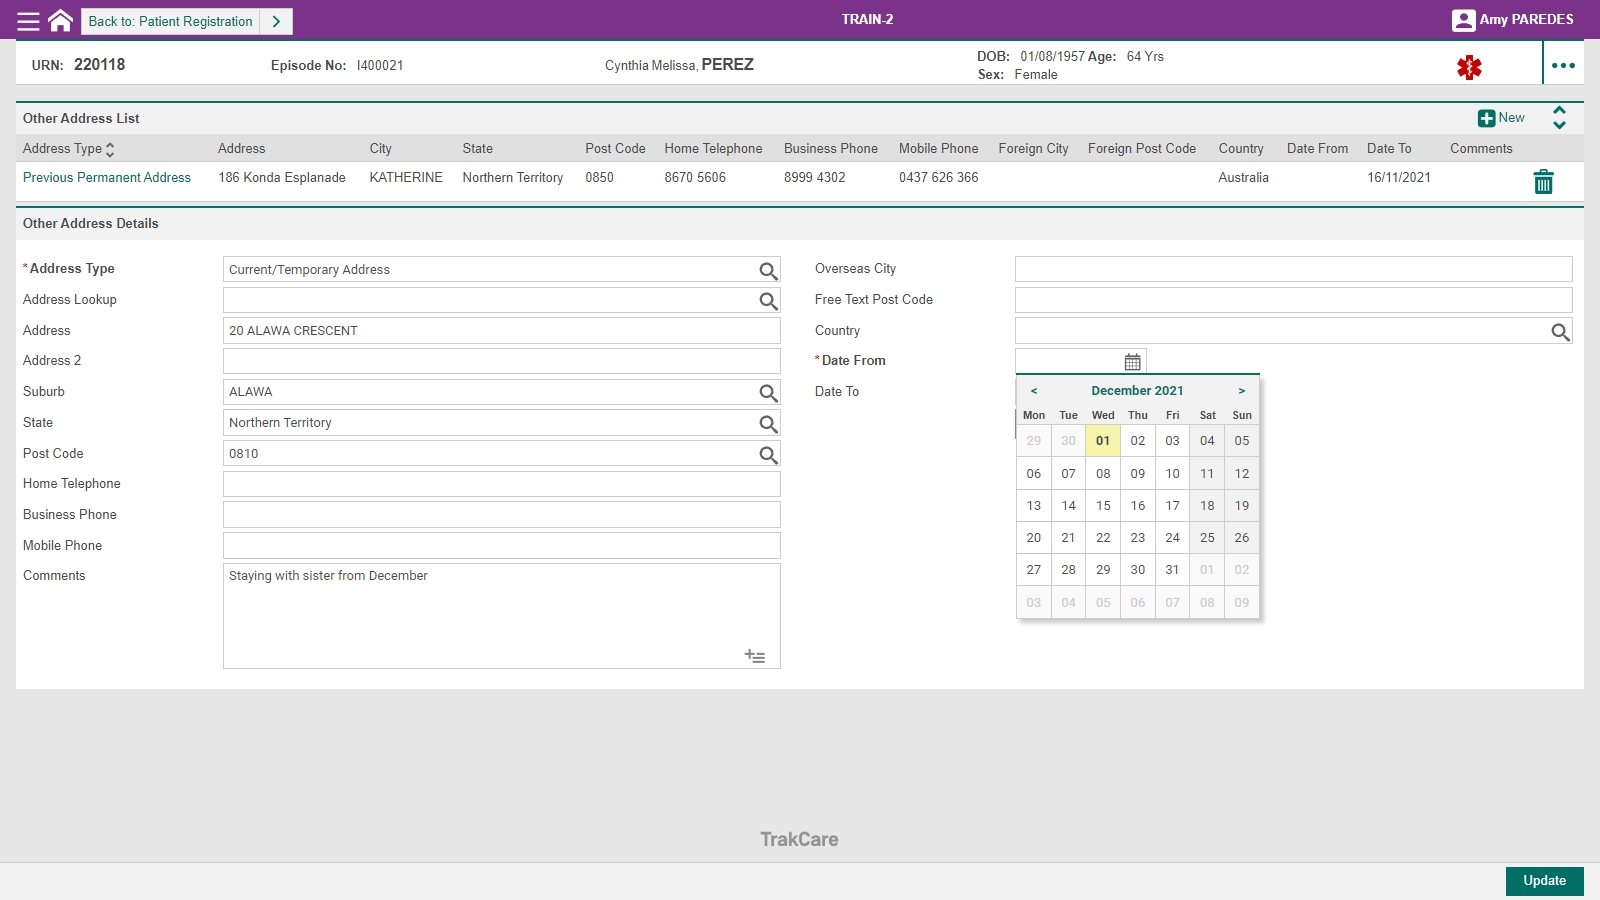 Back to: Patient Registration >
TRAIN-2
Amy PAREDES
URN: 220118
Episode No: I400021
Cynthia Melissa, PEREZ
DOB: 01/08/1957 Age: 64 Yrs
Sex: Female
Other Address List
New
Address Type Address City State Post Code Home Telephone Business Phone Mobile Phone Foreign City Foreign Post Code Country Date From Date To Comments
Previous Permanent Address 186 Konda Esplanade KATHERINE Northern Territory 0850 8670 5606 8999 4302 0437 626 366 Australia 16/11/2021
Other Address Details
*Address Type Current/Temporary Address
Address Lookup
Address 20 ALAWA CRESCENT
Address 2
Suburb ALAWA
State Northern Territory
Post Code 0810
Home Telephone
Business Phone
Mobile Phone
Comments Staying with sister from December
Overseas City
Free Text Post Code
Country
*Date From
Date To
< December 2021 >
Mon Tue Wed Thu Fri Sat Sun
29 30 01 02 03 04 05
06 07 08 09 10 11 12
13 14 15 16 17 18 19
20 21 22 23 24 25 26
27 28 29 30 31 01 02
03 04 05 06 07 08 09
TrakCare
Update